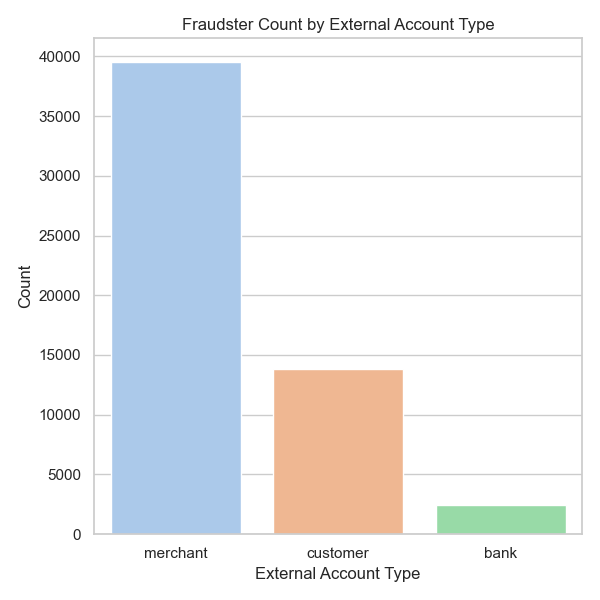 Fraudster Count by External Account Type
Count
40000
35000
30000
25000
20000
15000
10000
5000
0
merchant customer bank
External Account Type